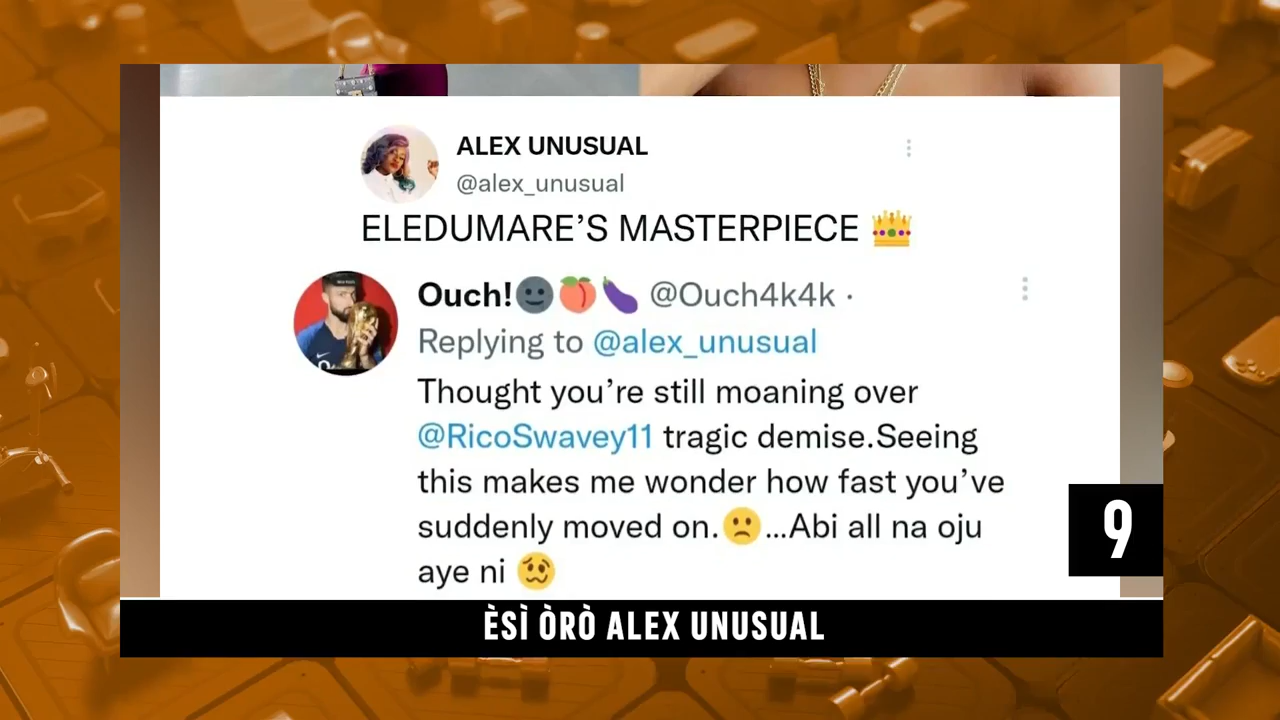 ALEX UNUSUAL
@alex_unusual
ELEDUMARE’S MASTERPIECE 👑
Ouch!🌚🍑🍆 @Ouch4k4k ·
Replying to @alex_unusual
Thought you’re still moaning over
@RicoSwavey11 tragic demise.Seeing
this makes me wonder how fast you’ve
suddenly moved on.🙁...Abi all na oju
aye ni 🥴
9
ÈSÌ ÒRÒ ALEX UNUSUAL